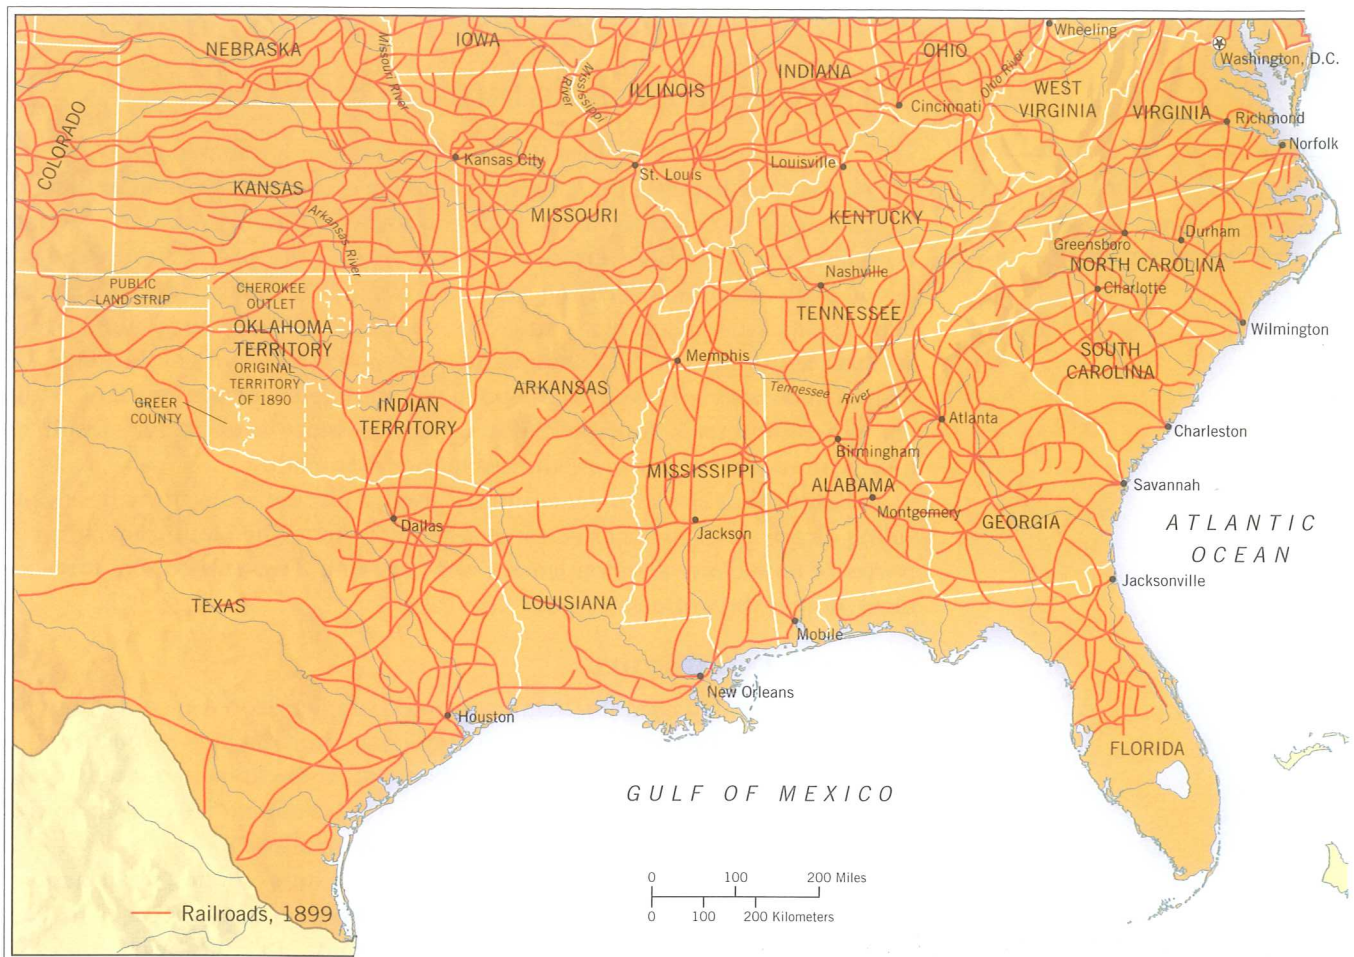 NEBRASKA
Missouri River
IOWA
Mississippi
River
ILLINOIS
INDIANA
OHIO
Ohio River
Wheeling
WEST
VIRGINIA
Washington, D.C.
VIRGINIA
Richmond
Norfolk
COLORADO
Cincinnati
Kansas City
St. Louis
Louisville
KANSAS
Arkansas River
MISSOURI
KENTUCKY
Greensboro
Durham
NORTH CAROLINA
Charlotte
Nashville
TENNESSEE
Wilmington
PUBLIC
LAND STRIP
CHEROKEE
OUTLET
OKLAHOMA
TERRITORY
ORIGINAL
TERRITORY
OF 1890
GREER
COUNTY
INDIAN
TERRITORY
ARKANSAS
Memphis
Tennessee River
SOUTH
CAROLINA
Atlanta
Charleston
Birmingham
MISSISSIPPI
ALABAMA
Montgomery
Savannah
GEORGIA
ATLANTIC
OCEAN
Dallas
Jackson
Jacksonville
TEXAS
LOUISIANA
Mobile
New Orleans
Houston
FLORIDA
GULF OF MEXICO
0 100 200 Miles
0 100 200 Kilometers
Railroads, 1899